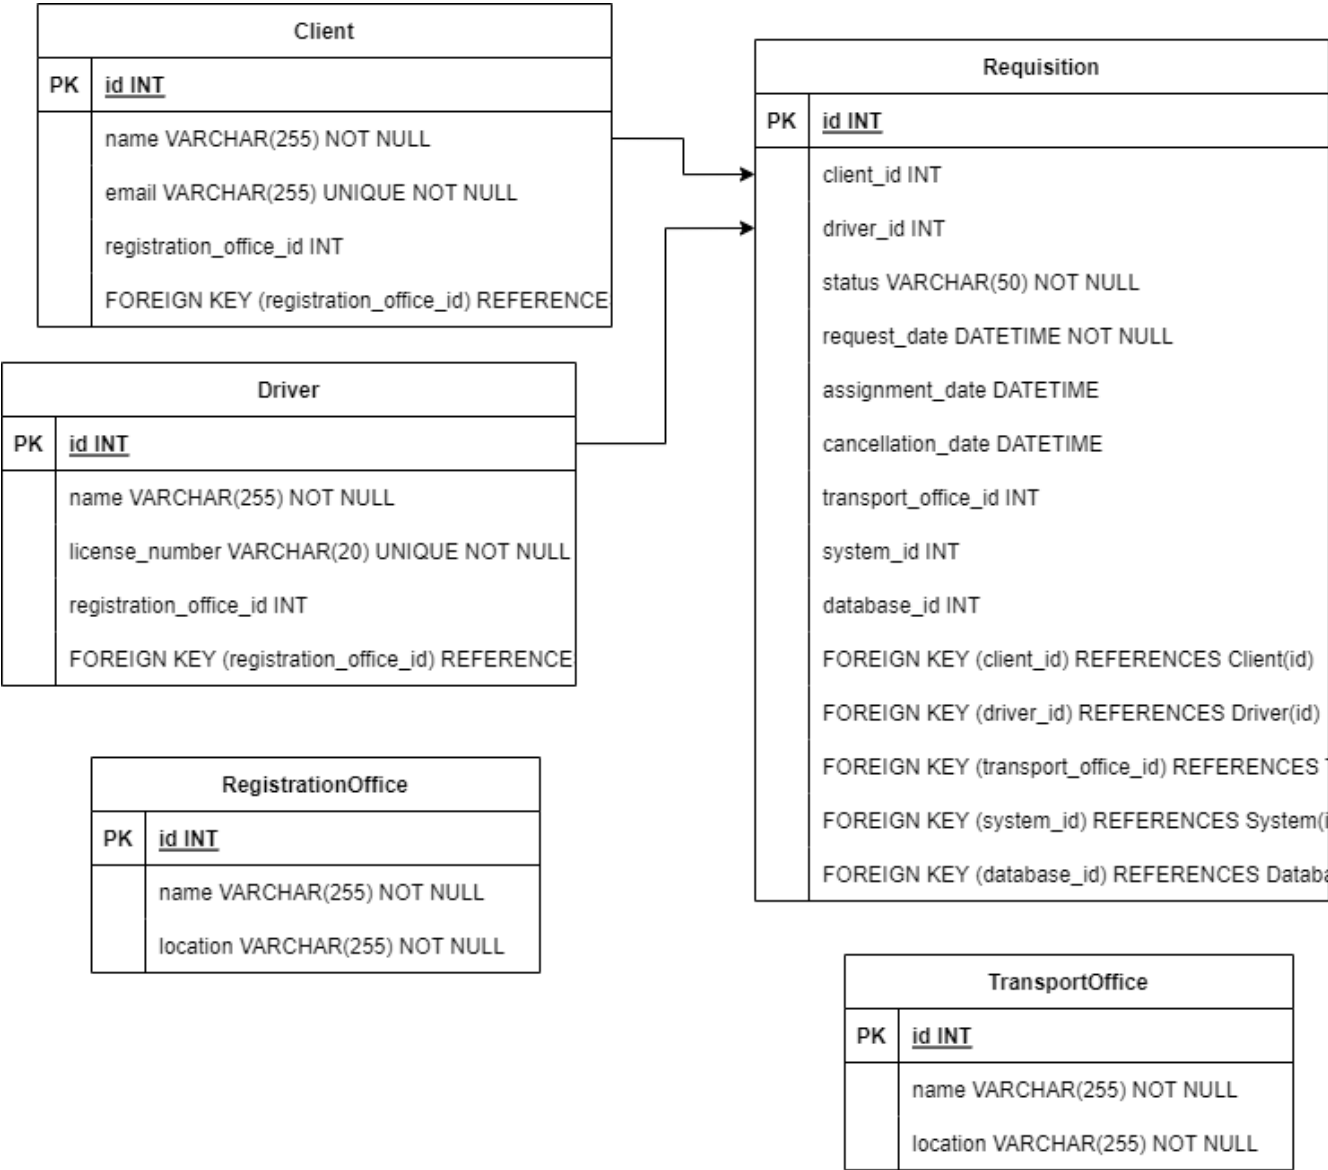 Client
PK id INT
name VARCHAR(255) NOT NULL
email VARCHAR(255) UNIQUE NOT NULL
registration_office_id INT
FOREIGN KEY (registration_office_id) REFERENCE
Driver
PK id INT
name VARCHAR(255) NOT NULL
license_number VARCHAR(20) UNIQUE NOT NULL
registration_office_id INT
FOREIGN KEY (registration_office_id) REFERENCE
RegistrationOffice
PK id INT
name VARCHAR(255) NOT NULL
location VARCHAR(255) NOT NULL
Requisition
PK id INT
client_id INT
driver_id INT
status VARCHAR(50) NOT NULL
request_date DATETIME NOT NULL
assignment_date DATETIME
cancellation_date DATETIME
transport_office_id INT
system_id INT
database_id INT
FOREIGN KEY (client_id) REFERENCES Client(id)
FOREIGN KEY (driver_id) REFERENCES Driver(id)
FOREIGN KEY (transport_office_id) REFERENCES
FOREIGN KEY (system_id) REFERENCES System(i
FOREIGN KEY (database_id) REFERENCES Databa
TransportOffice
PK id INT
name VARCHAR(255) NOT NULL
location VARCHAR(255) NOT NULL